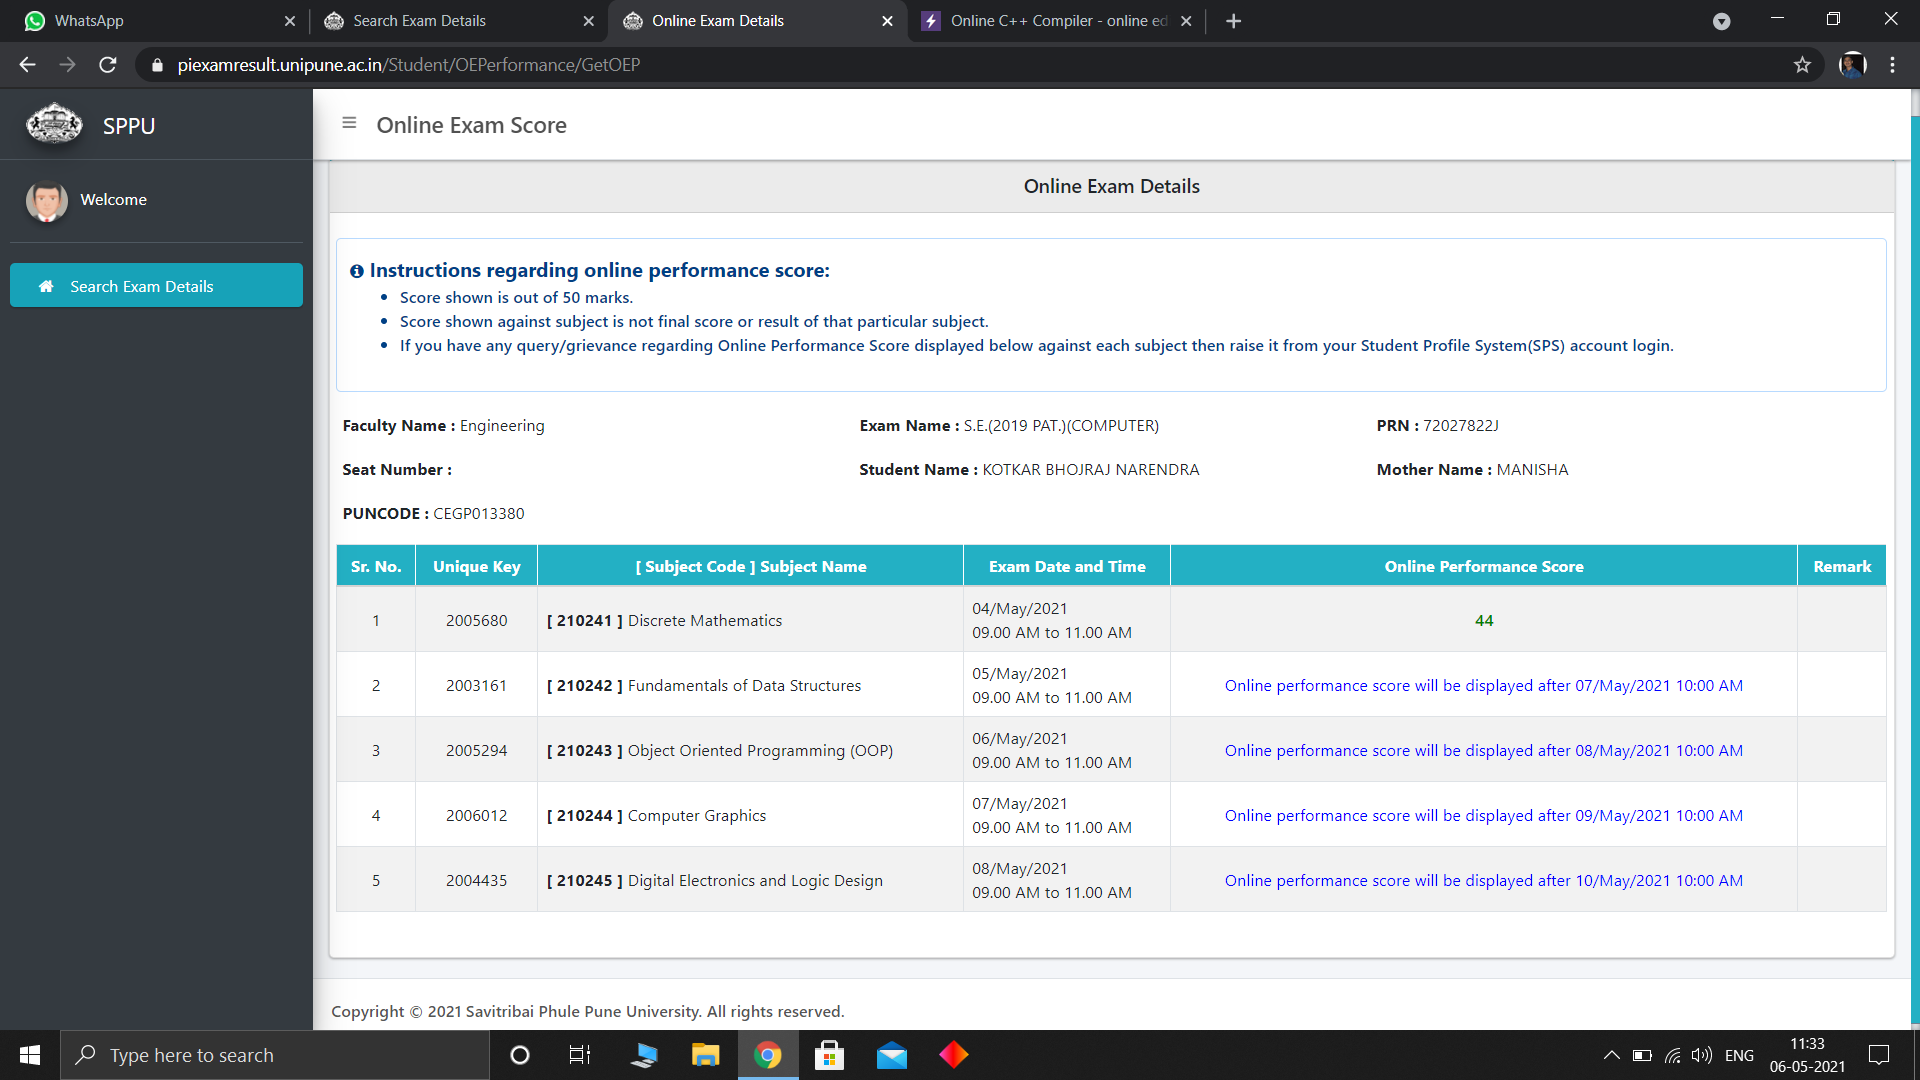 WhatsApp
Search Exam Details
Online Exam Details
Online C++ Compiler - online ed
piexamresult.unipune.ac.in/Student/OEPerformance/GetOEP
SPPU
Online Exam Score
Welcome
Search Exam Details
Online Exam Details
Instructions regarding online performance score:
Score shown is out of 50 marks.
Score shown against subject is not final score or result of that particular subject.
If you have any query/grievance regarding Online Performance Score displayed below against each subject then raise it from your Student Profile System(SPS) account login.
Faculty Name : Engineering Exam Name : S.E.(2019 PAT.)(COMPUTER) PRN : 72027822J
Seat Number : Student Name : KOTKAR BHOJRAJ NARENDRA Mother Name : MANISHA
PUNCODE : CEGP013380
Sr. No. Unique Key [ Subject Code ] Subject Name Exam Date and Time Online Performance Score Remark
1 2005680 [ 210241 ] Discrete Mathematics 04/May/2021 09.00 AM to 11.00 AM 44
2 2003161 [ 210242 ] Fundamentals of Data Structures 05/May/2021 09.00 AM to 11.00 AM Online performance score will be displayed after 07/May/2021 10:00 AM
3 2005294 [ 210243 ] Object Oriented Programming (OOP) 06/May/2021 09.00 AM to 11.00 AM Online performance score will be displayed after 08/May/2021 10:00 AM
4 2006012 [ 210244 ] Computer Graphics 07/May/2021 09.00 AM to 11.00 AM Online performance score will be displayed after 09/May/2021 10:00 AM
5 2004435 [ 210245 ] Digital Electronics and Logic Design 08/May/2021 09.00 AM to 11.00 AM Online performance score will be displayed after 10/May/2021 10:00 AM
Copyright © 2021 Savitribai Phule Pune University. All rights reserved.
Type here to search
ENG
11:33
06-05-2021